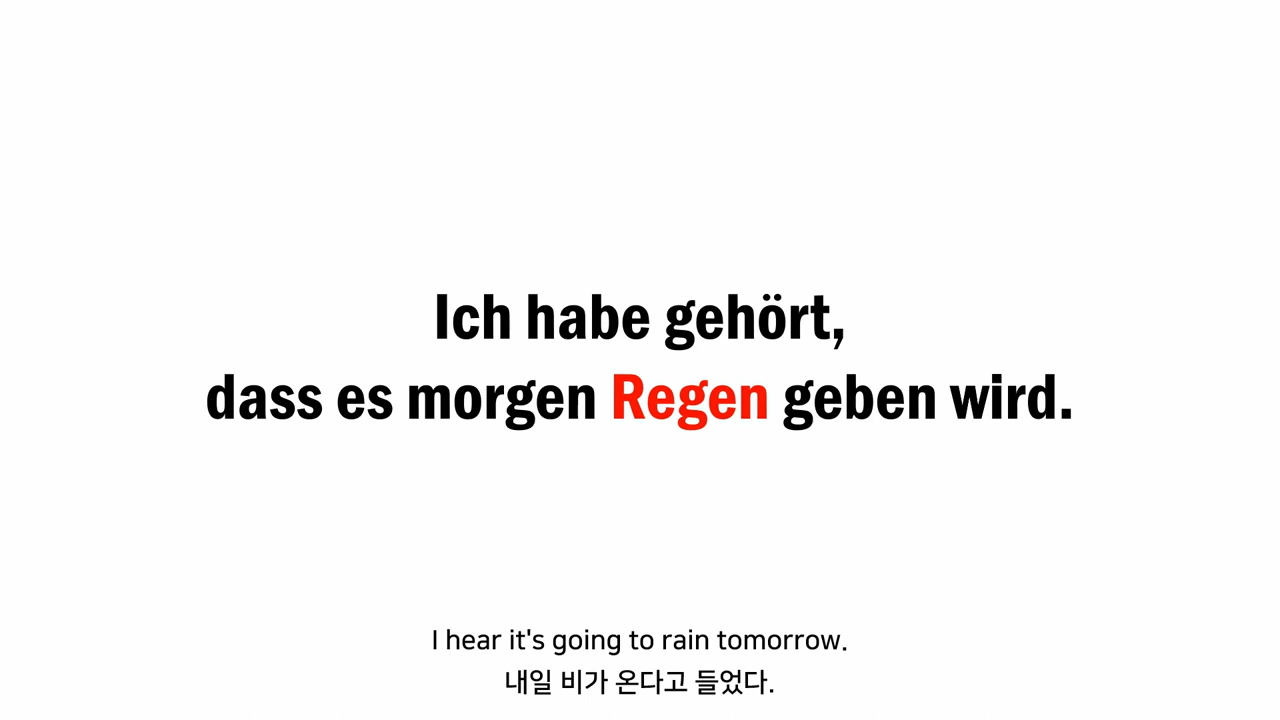 Ich habe gehört,
dass es morgen Regen geben wird.
I hear it's going to rain tomorrow.
내일 비가 온다고 들었다.